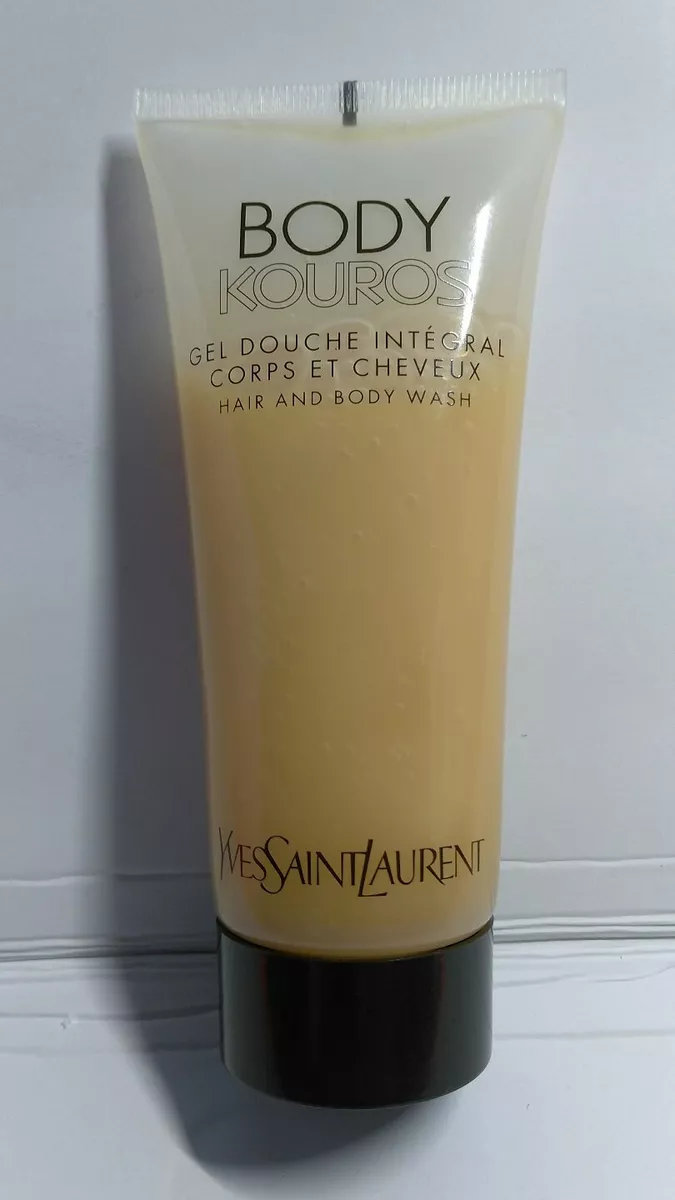 BODY
KOUROS
GEL DOUCHE INTÉGRAL
CORPS ET CHEVEUX
HAIR AND BODY WASH
YVESSAINTLAURENT